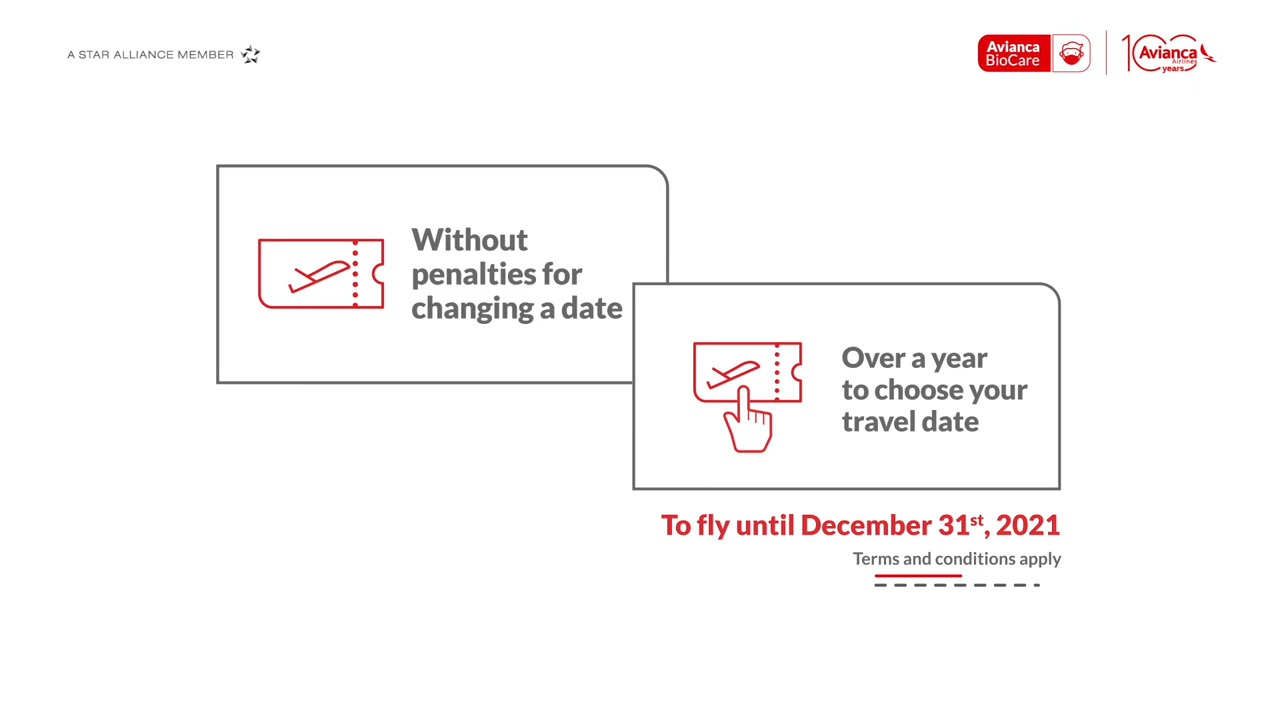 A STAR ALLIANCE MEMBER
Avianca
BioCare
100
Avianca
Airlines
years
Without
penalties for
changing a date
Over a year
to choose your
travel date
To fly until December 31st, 2021
Terms and conditions apply